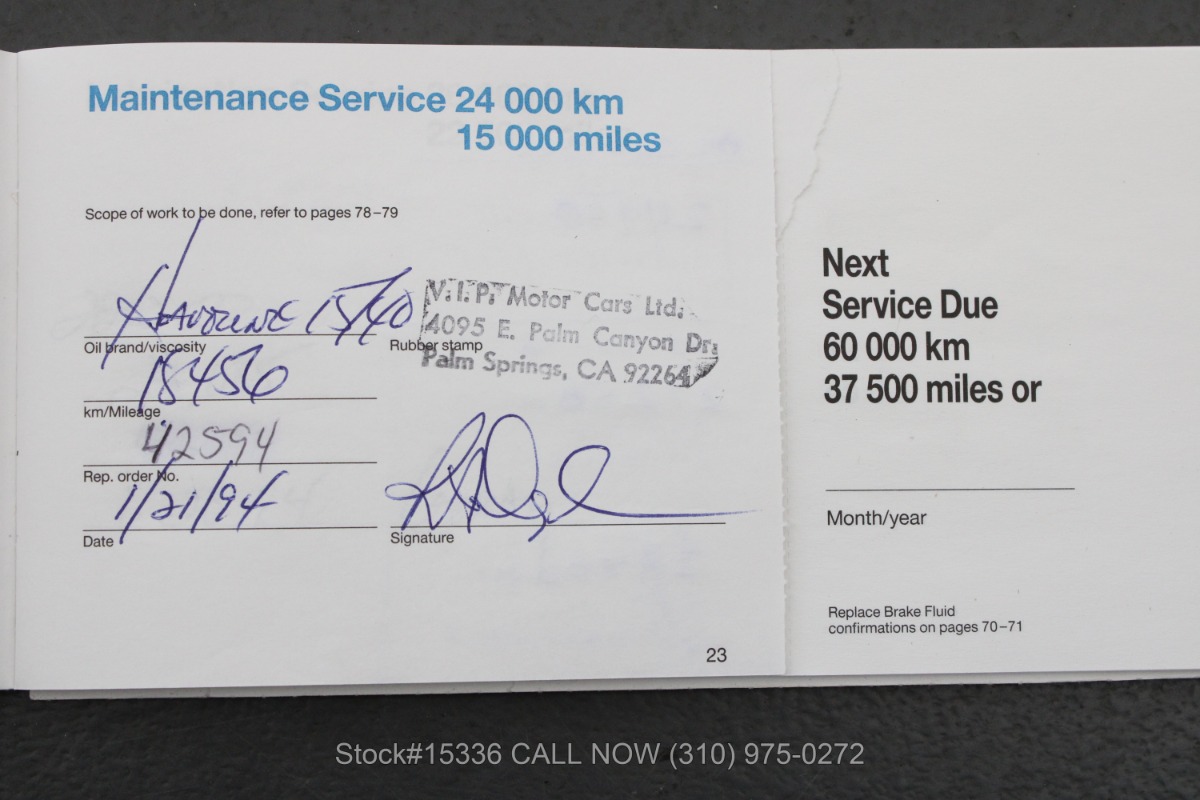 Maintenance Service 24 000 km
15 000 miles
Scope of work to be done, refer to pages 78–79
Havoline 15/40
Oil brand/viscosity
V.I.P. Motor Cars Ltd.
4095 E. Palm Canyon Dr.
Palm Springs, CA 92264
Rubber stamp
18456
km/Mileage
42594
Rep. order No.
1/21/94
Date
Signature
23
Next
Service Due
60 000 km
37 500 miles or
Month/year
Replace Brake Fluid
confirmations on pages 70–71
Stock#15336 CALL NOW (310) 975-0272